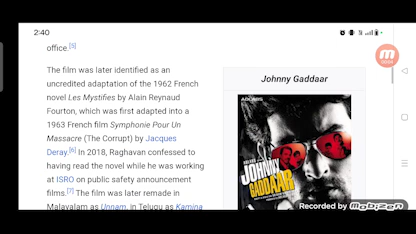 2:40
office.[5]
The film was later identified as an
uncredited adaptation of the 1962 French
novel Les Mystifies by Alain Reynaud
Fourton, which was first adapted into a
1963 French film Symphonie Pour Un
Massacre (The Corrupt) by Jacques
Deray.[6] In 2018, Raghavan confessed to
having read the novel while he was working
at ISRO on public safety announcement
films.[7] The film was later remade in
Malayalam as Unnam, in Telugu as Kamina
Johnny Gaddaar
ADLABS
JOHNNY
GADDAAR
Recorded by mobizen